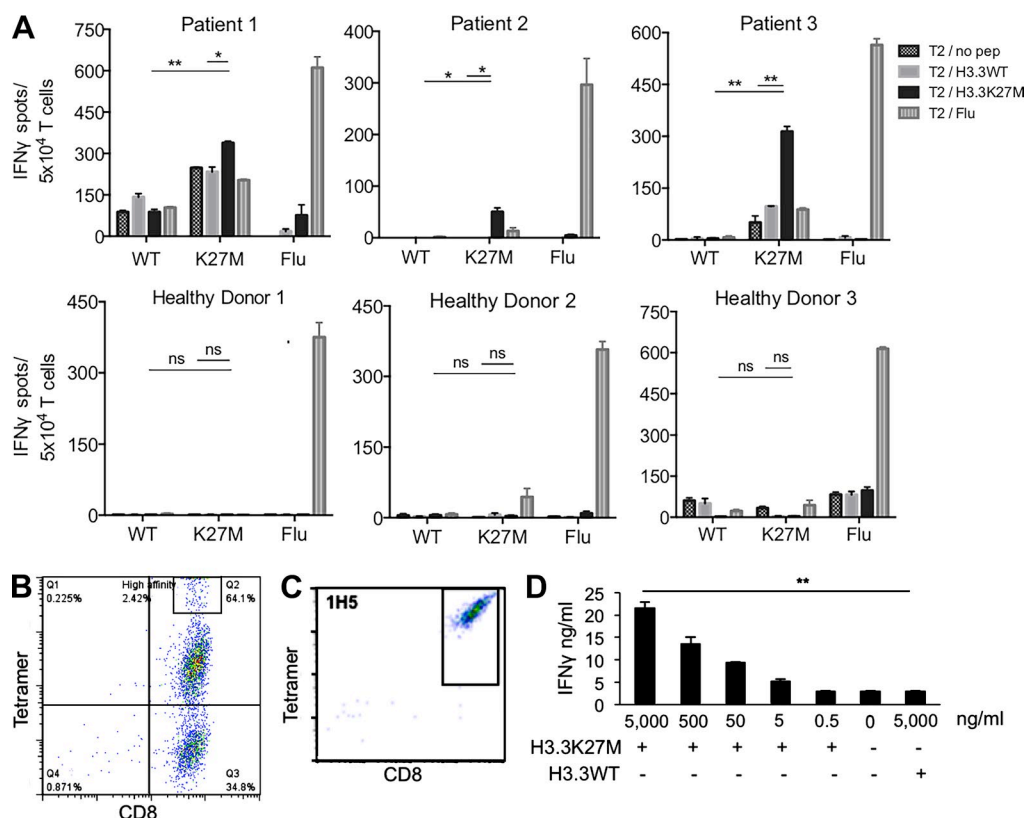 A
Patient 1
Patient 2
Patient 3
IFNγ spots/
5x10⁴ T cells
750
600
450
300
150
0
WT K27M Flu
** *
400
300
200
100
0
WT K27M Flu
* *
600
450
300
150
0
WT K27M Flu
** **
T2 / no pep
T2 / H3.3WT
T2 / H3.3K27M
T2 / Flu
Healthy Donor 1
Healthy Donor 2
Healthy Donor 3
IFNγ spots/
5x10⁴ T cells
450
300
150
0
WT K27M Flu
ns ns
450
300
150
0
WT K27M Flu
ns ns
750
600
450
300
150
0
WT K27M Flu
ns ns
B
Q1 High affinity Q2
0.225% 2.42% 64.1%
Q4 Q3
0.871% 34.8%
Tetramer
CD8
C
1H5
Tetramer
CD8
D
**
IFNγ ng/ml
25
20
15
10
5
0
5,000 500 50 5 0.5 0 5,000 ng/ml
H3.3K27M + + + + + - -
H3.3WT - - - - - - +